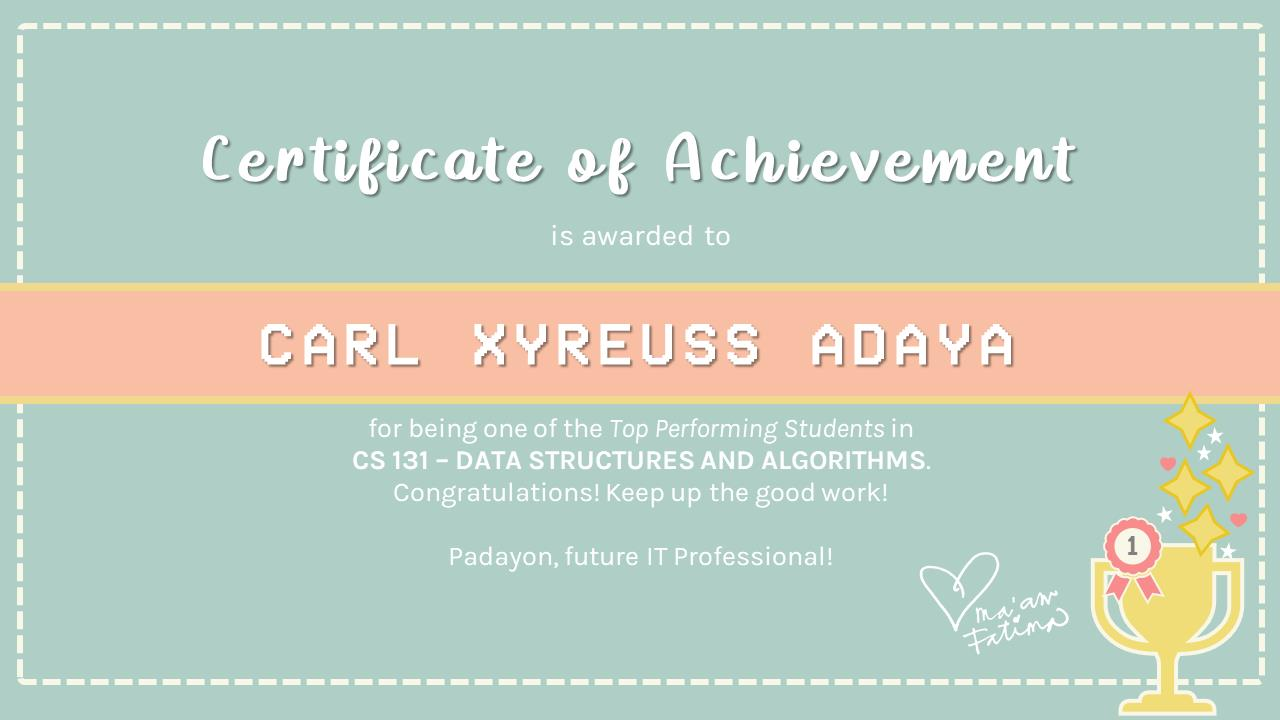 Certificate of Achievement
is awarded to
CARL XYREUSS ADAYA
for being one of the Top Performing Students in
CS 131 – DATA STRUCTURES AND ALGORITHMS.
Congratulations! Keep up the good work!
Padayon, future IT Professional!
1
ma'am
Fatima